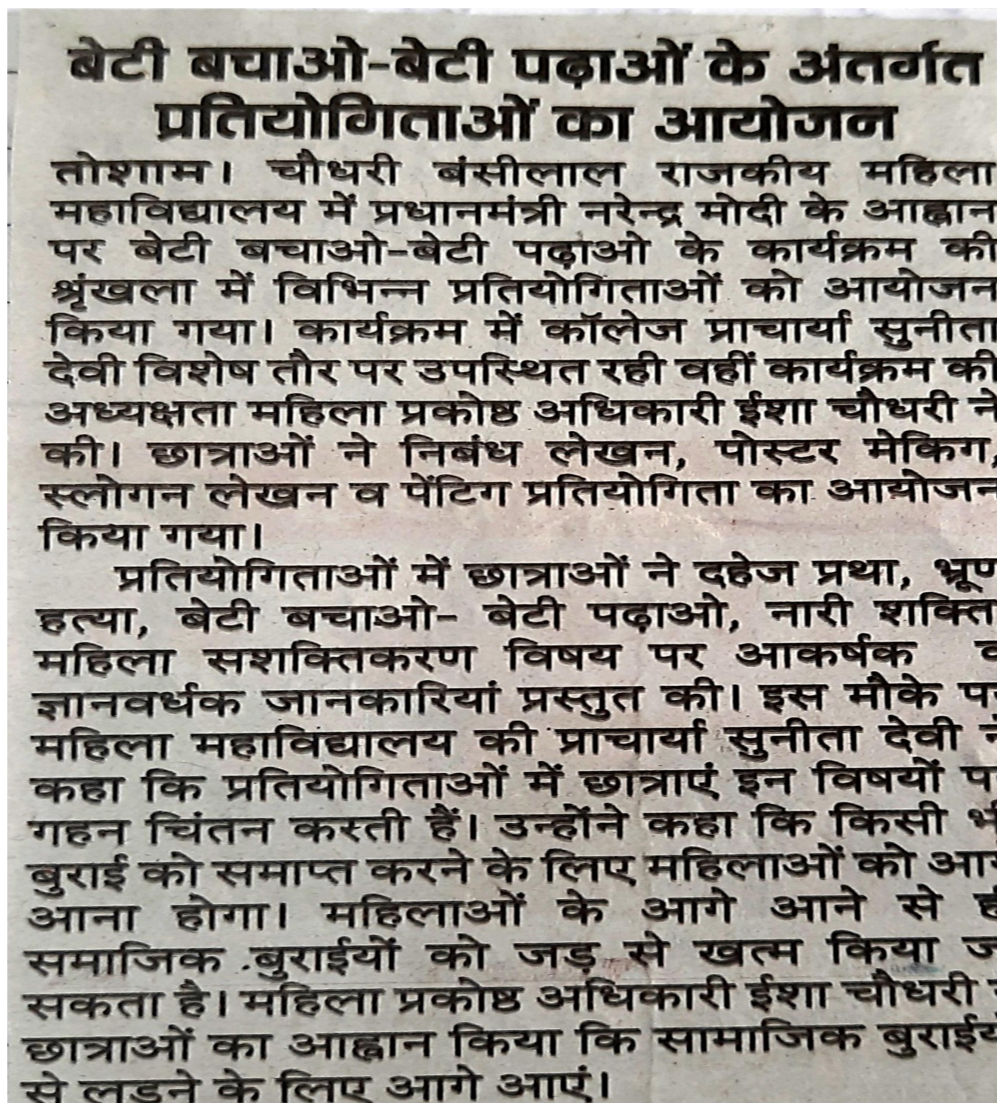 बेटी बचाओ-बेटी पढ़ाओं के अंतर्गत
प्रतियोगिताओं का आयोजन
तोशाम। चौधरी बंसीलाल राजकीय महिला
महाविद्यालय में प्रधानमंत्री नरेन्द्र मोदी के आह्वान
पर बेटी बचाओ-बेटी पढ़ाओ के कार्यक्रम की
श्रृंखला में विभिन्न प्रतियोगिताओं को आयोजन
किया गया। कार्यक्रम में कॉलेज प्राचार्या सुनीता
देवी विशेष तौर पर उपस्थित रही वहीं कार्यक्रम की
अध्यक्षता महिला प्रकोष्ठ अधिकारी ईशा चौधरी ने
की। छात्राओं ने निबंध लेखन, पोस्टर मेकिग,
स्लोगन लेखन व पेंटिग प्रतियोगिता का आयोजन
किया गया।
प्रतियोगिताओं में छात्राओं ने दहेज प्रथा, भ्रूण
हत्या, बेटी बचाओ- बेटी पढ़ाओ, नारी शक्ति
महिला सशक्तिकरण विषय पर आकर्षक व
ज्ञानवर्धक जानकारियां प्रस्तुत की। इस मौके
महिला महाविद्यालय की प्राचार्या सुनीता देवी
कहा कि प्रतियोगिताओं में छात्राएं इन विषयों
गहन चिंतन करती हैं। उन्होंने कहा कि किसी
बुराई को समाप्त करने के लिए महिलाओं को
आना होगा। महिलाओं के आगे आने से
समाजिक बुराईयों को जड़ से खत्म किया
सकता है। महिला प्रकोष्ठ अधिकारी ईशा चौधरी
छात्राओं का आह्वान किया कि सामाजिक
से लड़ने के लिए आगे आएं।